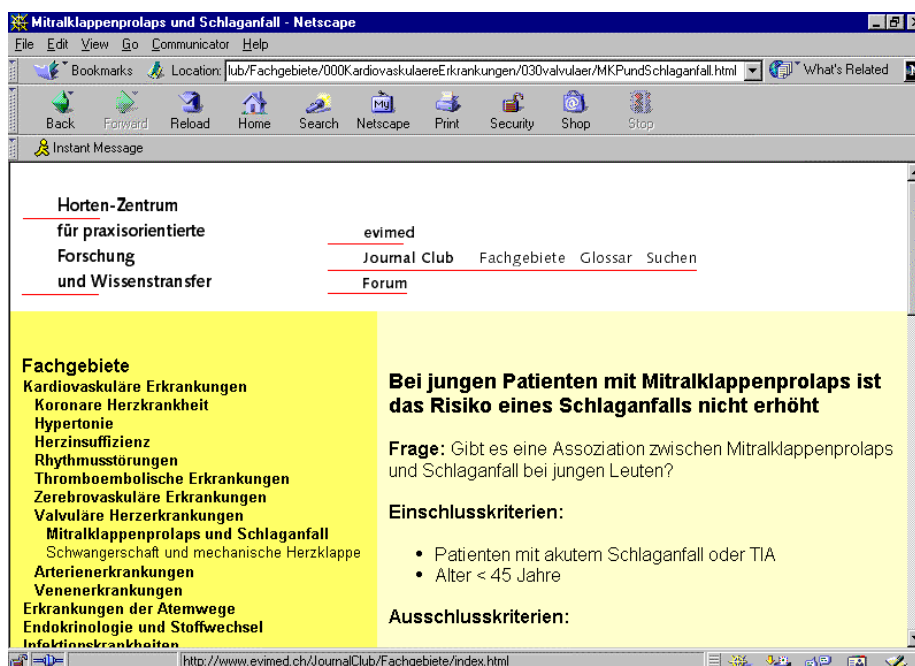 Mitralklappenprolaps und Schlaganfall - Netscape
File Edit View Go Communicator Help
Bookmarks Location: lub/Fachgebiete/000KardiovaskulaereErkrankungen/030valvulaer/MKPundSchlaganfall.html What's Related
My
Back Forward Reload Home Search Netscape Print Security Shop Stop
Instant Message
Horten-Zentrum
für praxisorientierte
Forschung
und Wissenstransfer
evimed
Journal Club Fachgebiete Glossar Suchen
Forum
Fachgebiete
Kardiovaskuläre Erkrankungen
Koronare Herzkrankheit
Hypertonie
Herzinsuffizienz
Rhythmusstörungen
Thromboembolische Erkrankungen
Zerebrovaskuläre Erkrankungen
Valvuläre Herzerkrankungen
Mitralklappenprolaps und Schlaganfall
Schwangerschaft und mechanische Herzklappe
Arterienerkrankungen
Venenerkrankungen
Erkrankungen der Atemwege
Endokrinologie und Stoffwechsel
Infektionskrankheiten
Bei jungen Patienten mit Mitralklappenprolaps ist
das Risiko eines Schlaganfalls nicht erhöht
Frage: Gibt es eine Assoziation zwischen Mitralklappenprolaps
und Schlaganfall bei jungen Leuten?
Einschlusskriterien:
• Patienten mit akutem Schlaganfall oder TIA
• Alter < 45 Jahre
Ausschlusskriterien:
http://www.evimed.ch/JournalClub/Fachgebiete/index.html